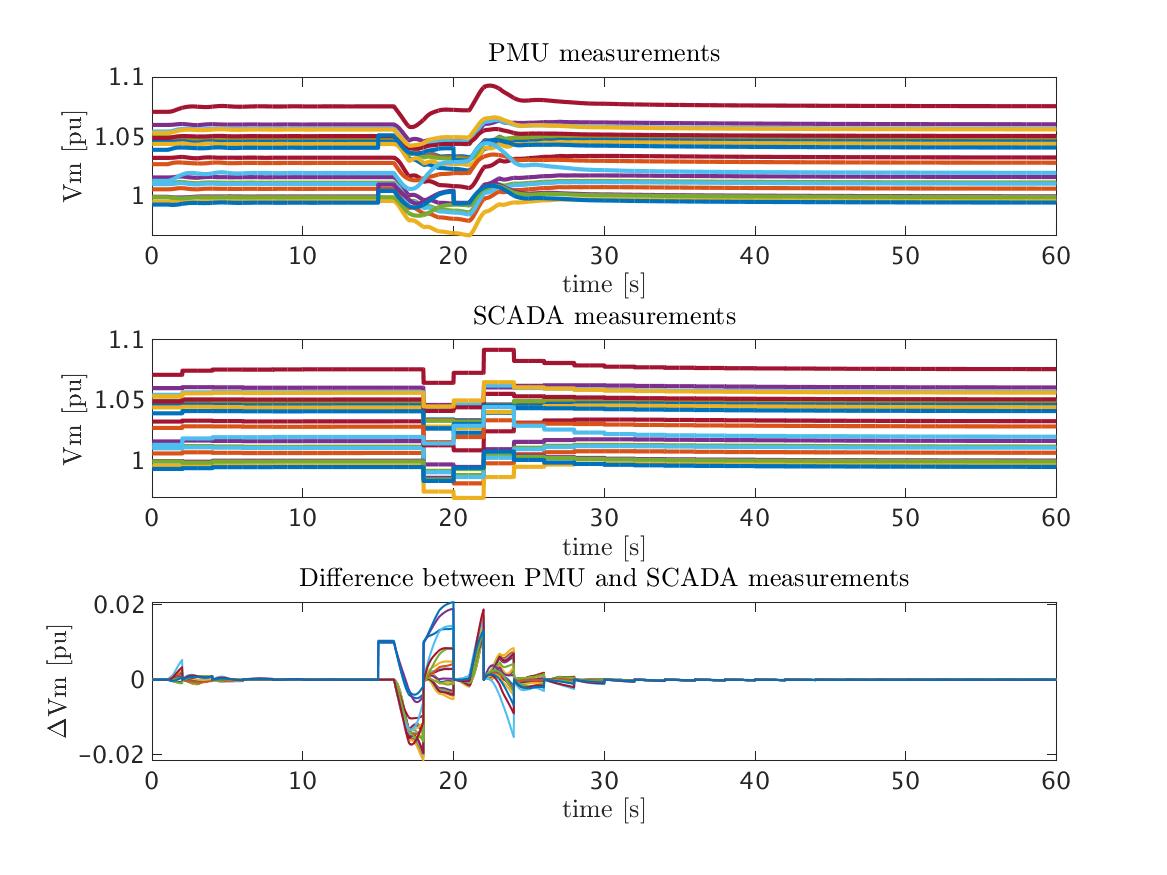 PMU measurements
1.1
1.05
1
Vm [pu]
0 10 20 30 40 50 60
time [s]
SCADA measurements
1.1
1.05
1
Vm [pu]
0 10 20 30 40 50 60
time [s]
Difference between PMU and SCADA measurements
0.02
0
−0.02
ΔVm [pu]
0 10 20 30 40 50 60
time [s]